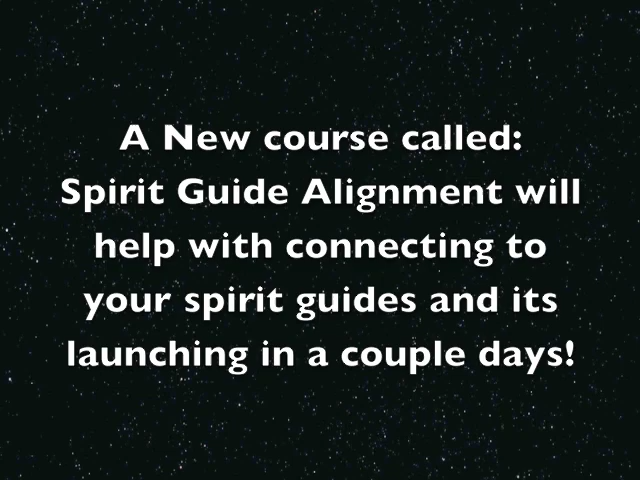 A New course called:
Spirit Guide Alignment will
help with connecting to
your spirit guides and its
launching in a couple days!